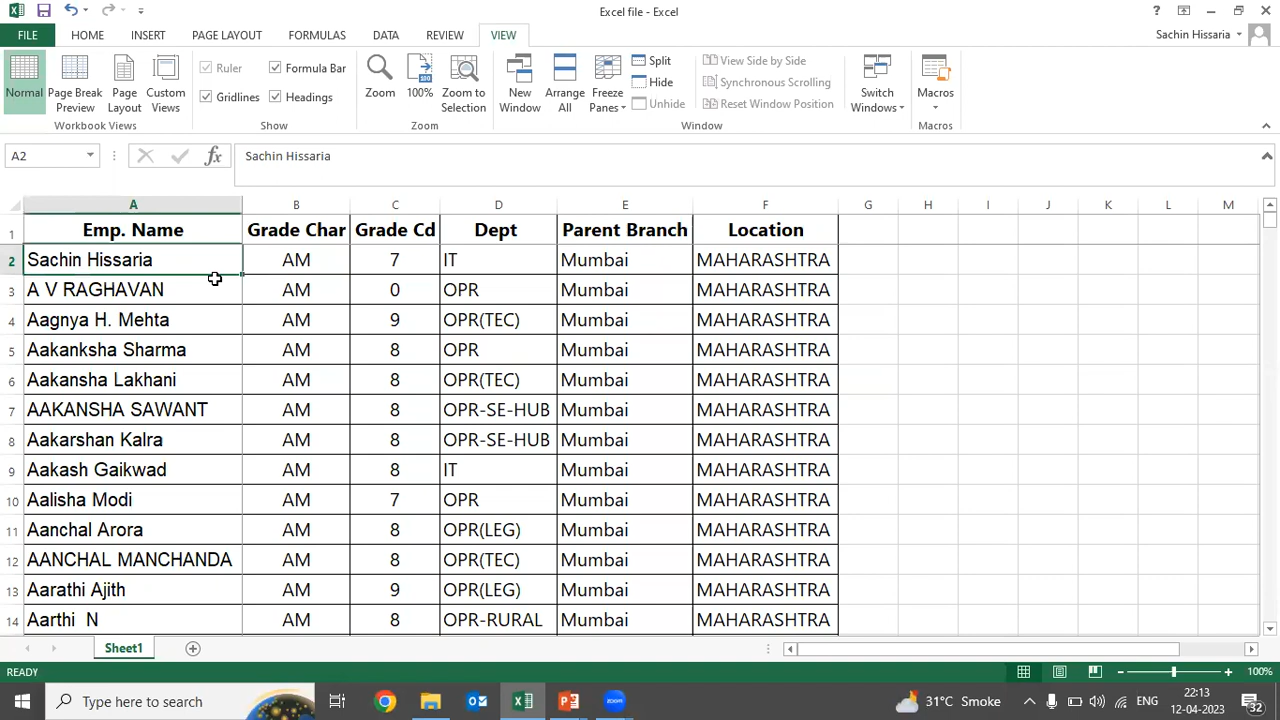 Excel file - Excel
?
FILE HOME INSERT PAGE LAYOUT FORMULAS DATA REVIEW VIEW Sachin Hissaria
Normal
Page Break Preview
Page Layout
Custom Views
Ruler
Formula Bar
Gridlines
Headings
Zoom
100
100%
Zoom to Selection
New Window
Arrange All
Freeze Panes
Split
Hide
Unhide
View Side by Side
Synchronous Scrolling
Reset Window Position
Switch Windows
Macros
Workbook Views Show Zoom Window Macros
A2 fx Sachin Hissaria
A B C D E F G H I J K L M
1 Emp. Name Grade Char Grade Cd Dept Parent Branch Location
2 Sachin Hissaria AM 7 IT Mumbai MAHARASHTRA
3 A V RAGHAVAN AM 0 OPR Mumbai MAHARASHTRA
4 Aagnya H. Mehta AM 9 OPR(TEC) Mumbai MAHARASHTRA
5 Aakanksha Sharma AM 8 OPR Mumbai MAHARASHTRA
6 Aakansha Lakhani AM 8 OPR(TEC) Mumbai MAHARASHTRA
7 AAKANSHA SAWANT AM 8 OPR-SE-HUB Mumbai MAHARASHTRA
8 Aakarshan Kalra AM 8 OPR-SE-HUB Mumbai MAHARASHTRA
9 Aakash Gaikwad AM 8 IT Mumbai MAHARASHTRA
10 Aalisha Modi AM 7 OPR Mumbai MAHARASHTRA
11 Aanchal Arora AM 8 OPR(LEG) Mumbai MAHARASHTRA
12 AANCHAL MANCHANDA AM 8 OPR(TEC) Mumbai MAHARASHTRA
13 Aarathi Ajith AM 9 OPR(LEG) Mumbai MAHARASHTRA
14 Aarthi N AM 8 OPR-RURAL Mumbai MAHARASHTRA
Sheet1
READY 100%
Type here to search zoom 31°C Smoke ENG 22:13
12-04-2023 32